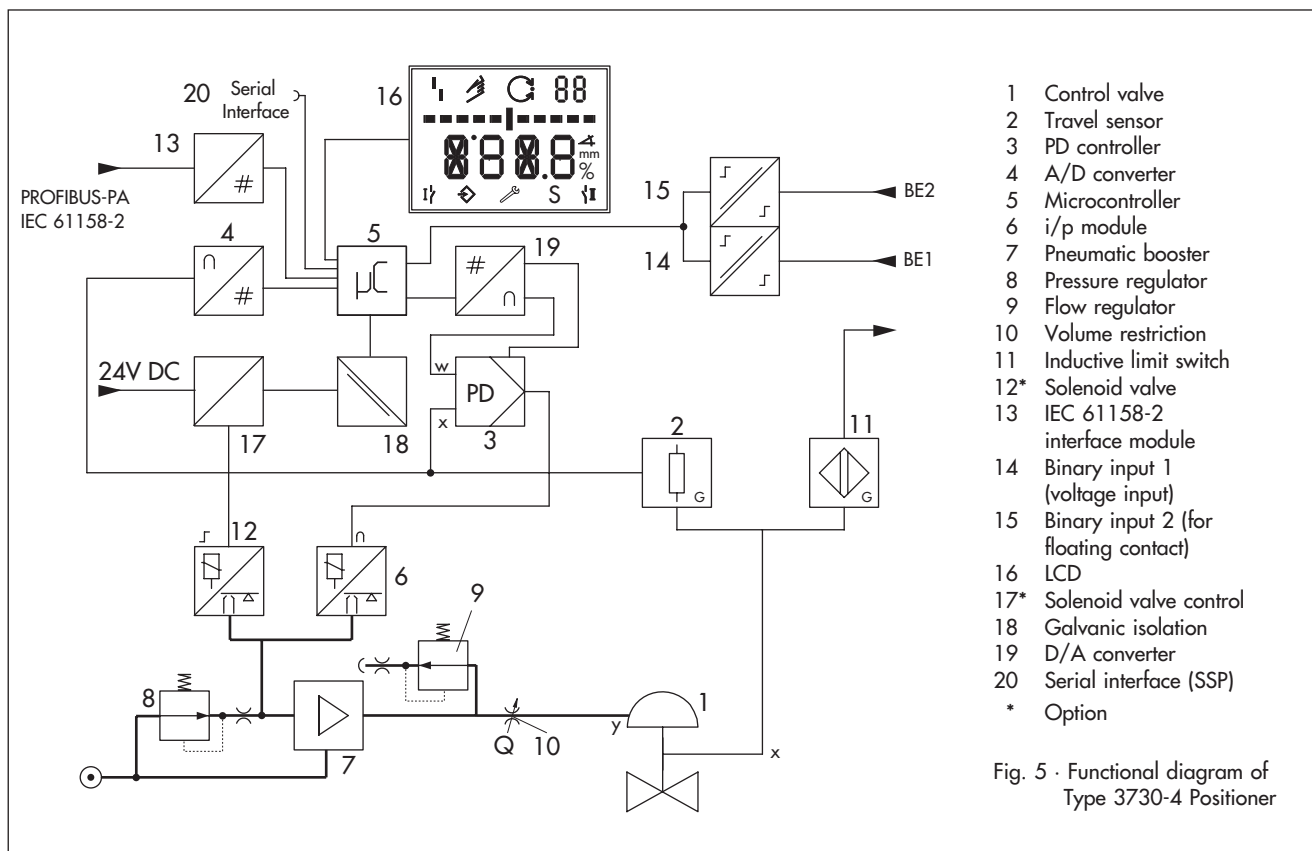 20 Serial
Interface
16
88
8.8 8.8
mm
%
S
13
#
PROFIBUS-PA
IEC 61158-2
4
∩
#
5
µC
19
#
∩
15
BE2
14
BE1
24V DC
17
18
w
PD
x
3
2
G
11
G
12
∩
6
9
8
7
Q
10
y
1
x
1 Control valve
2 Travel sensor
3 PD controller
4 A/D converter
5 Microcontroller
6 i/p module
7 Pneumatic booster
8 Pressure regulator
9 Flow regulator
10 Volume restriction
11 Inductive limit switch
12* Solenoid valve
13 IEC 61158-2
interface module
14 Binary input 1
(voltage input)
15 Binary input 2 (for
floating contact)
16 LCD
17* Solenoid valve control
18 Galvanic isolation
19 D/A converter
20 Serial interface (SSP)
* Option
Fig. 5 · Functional diagram of
Type 3730-4 Positioner